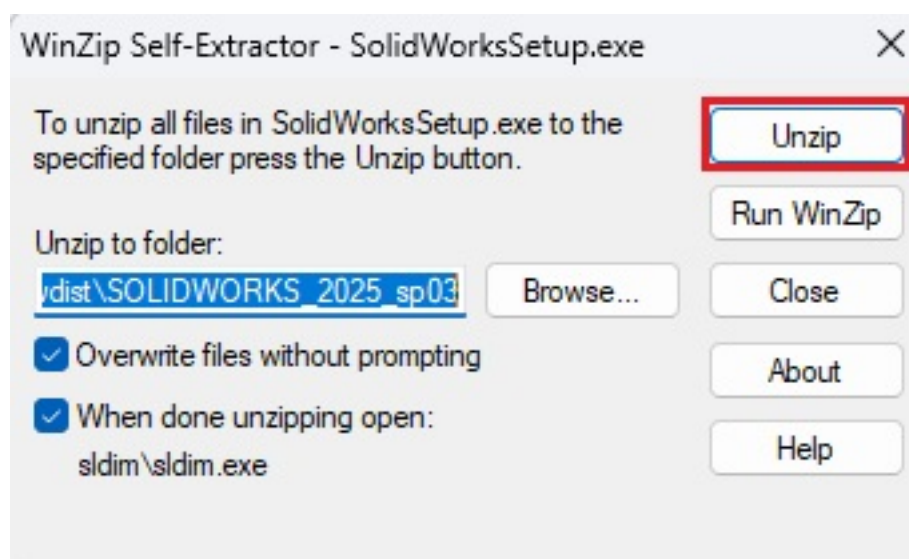 WinZip Self-Extractor - SolidWorksSetup.exe
To unzip all files in SolidWorksSetup.exe to the
specified folder press the Unzip button.
Unzip
Run WinZip
Unzip to folder:
\SOLIDWORKS_2025_sp03
Browse...
Close
Overwrite files without prompting
About
When done unzipping open:
sldim\sldim.exe
Help